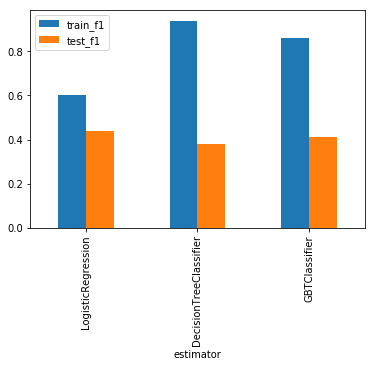 train_f1
test_f1
0.8
0.6
0.4
0.2
0.0
LogisticRegression
DecisionTreeClassifier
GBTClassifier
estimator